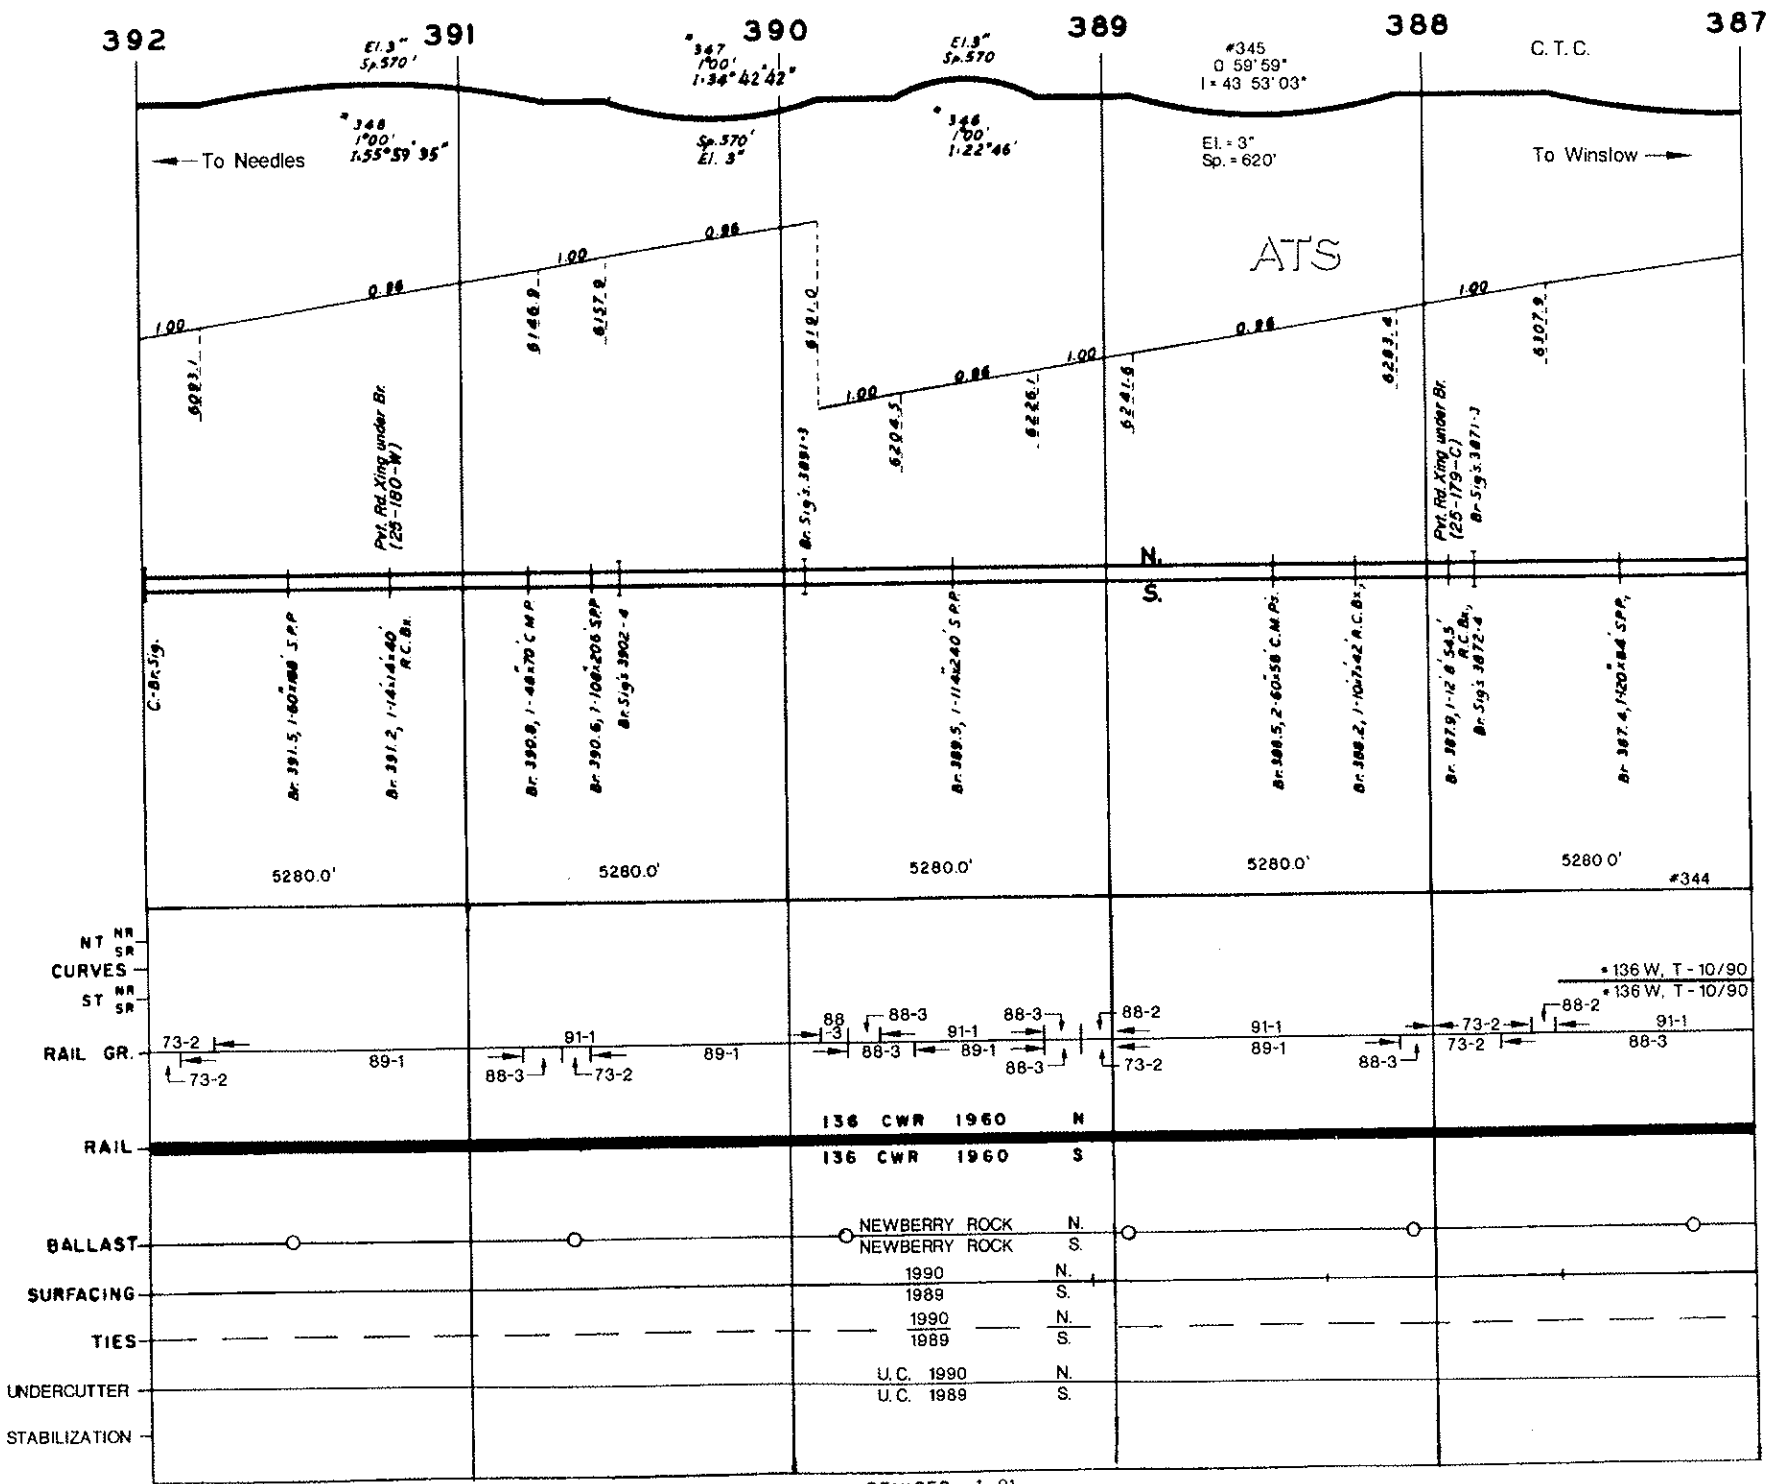 392 391 390 389 388 387
El. 3"
Sp. 570'
# 347
1°00'
I=34° 42' 42"
El. 3"
Sp. 570
#345
0 59' 59"
I = 43 53' 03"
C. T. C.
# 348
1°00'
I=55° 59' 35"
Sp. 570'
El. 3"
# 346
1°00'
I=22° 46'
El. = 3"
Sp. = 620'
To Needles
To Winslow
ATS
1.00 0.86 1.00 0.86
1.00 0.86 1.00 0.86 1.00
6093.1
6146.9
6157.9
6191.0
6204.5
6226.1
6241.6
6283.4
6307.9
Pvt. Rd. Xing under Br.
(25-180-W)
Br. Sig's. 3891-3
Pvt. Rd. Xing under Br.
(25-179-C)
Br. Sig's. 3871-3
N.
S.
C.-Br. Sig.
Br. 391.5, 1-60"x168' S.P.P.
Br. 391.2, 1-14'x14'x40'
R.C. Bx.
Br. 390.8, 1-48"x70' C.M.P.
Br. 390.6, 1-108"x206' S.P.P
Br. Sig's 3902-4
Br. 389.5, 1-114"x240' S.P.P.
Br. 388.5, 2-60"x58' C.M.Ps.
Br. 388.2, 1-10'x7'x42' R.C. Bx.,
Br. 387.9, 1-12' 8' 54.5'
R.C. Bx.,
Br. Sig's 3872-4
Br 387.4, 1-120"x84' S.P.P.,
5280.0' 5280.0' 5280.0' 5280.0' 5280.0'
#344
NT NR
SR
CURVES
ST NR
SR
* 136 W, T - 10/90
* 136 W, T - 10/90
88-2
88
-3
88-3 88-3 88-2
RAIL GR.
73-2 91-1 91-1 91-1 73-2 91-1
89-1 89-1 88-3 89-1 89-1 73-2 88-3
73-2 88-3 73-2 88-3 73-2 88-3
136 CWR 1960 N
RAIL
136 CWR 1960 S
NEWBERRY ROCK N.
BALLAST
NEWBERRY ROCK S.
1990 N.
SURFACING
1989 S.
1990 N.
TIES
1989 S.
U.C. 1990 N.
UNDERCUTTER
U.C. 1989 S.
STABILIZATION